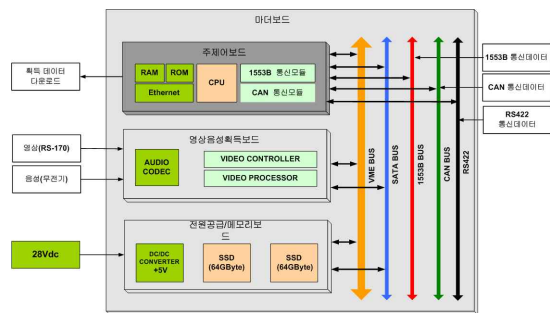 마더보드
주제어보드
RAM
ROM
CPU
1553B 통신모듈
Ethernet
CAN 통신모듈
획득 데이터
다운로드
1553B 통신데이터
CAN 통신데이터
RS422
통신데이터
영상음성획득보드
영상(RS-170)
음성(무전기)
AUDIO
CODEC
VIDEO CONTROLLER
VIDEO PROCESSOR
VME BUS
SATA BUS
1553B BUS
CAN BUS
RS422
전원공급/메모리보
드
28Vdc
DC/DC
CONVERTER
+5V
SSD
(64GByte)
SSD
(64GByte)